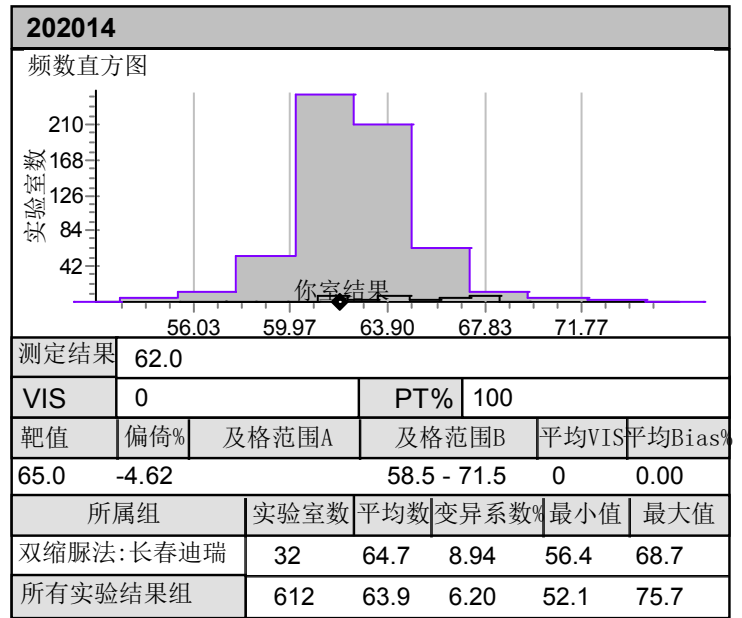 202014
频数直方图
实验室数
210
168
126
84
42
你室结果
56.03 59.97 63.90 67.83 71.77
测定结果 62.0
VIS 0 PT% 100
靶值 偏倚% 及格范围A 及格范围B 平均VIS 平均Bias%
65.0 -4.62 58.5 - 71.5 0 0.00
所属组 实验室数 平均数 变异系数% 最小值 最大值
双缩脲法:长春迪瑞 32 64.7 8.94 56.4 68.7
所有实验结果组 612 63.9 6.20 52.1 75.7